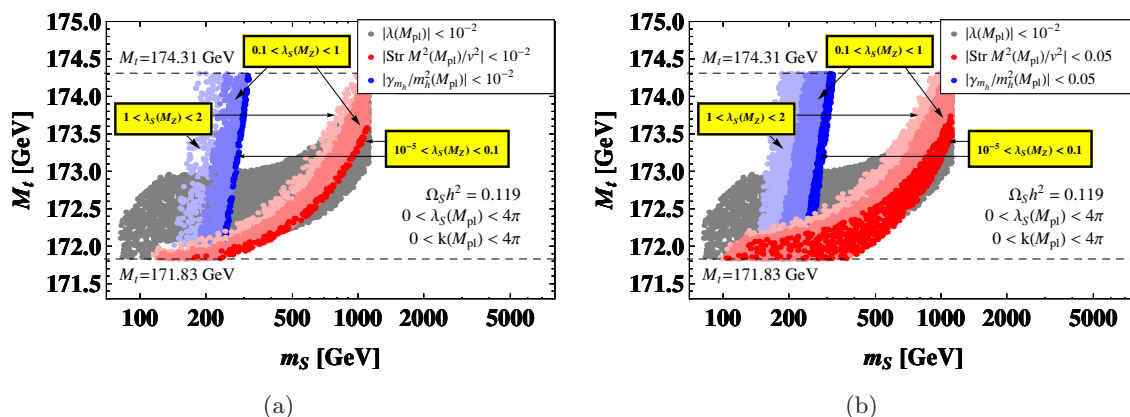 175.0
174.5
174.0
173.5
173.0
172.5
172.0
171.5
M_t [GeV]
M_t=174.31 GeV
0.1 < λ_S(M_Z) < 1
|λ(M_pl)| < 10^-2
|Str M^2(M_pl)/v^2| < 10^-2
|γ_{m_h}/m_h^2(M_pl)| < 10^-2
1 < λ_S(M_Z) < 2
10^-5 < λ_S(M_Z) < 0.1
Ω_S h^2 = 0.119
0 < λ_S(M_pl) < 4π
0 < k(M_pl) < 4π
M_t=171.83 GeV
100 200 500 1000 2000 5000
m_S [GeV]
(a)
175.0
174.5
174.0
173.5
173.0
172.5
172.0
171.5
M_t [GeV]
M_t=174.31 GeV
0.1 < λ_S(M_Z) < 1
|λ(M_pl)| < 10^-2
|Str M^2(M_pl)/v^2| < 0.05
|γ_{m_h}/m_h^2(M_pl)| < 0.05
1 < λ_S(M_Z) < 2
10^-5 < λ_S(M_Z) < 0.1
Ω_S h^2 = 0.119
0 < λ_S(M_pl) < 4π
0 < k(M_pl) < 4π
M_t=171.83 GeV
100 200 500 1000 2000 5000
m_S [GeV]
(b)